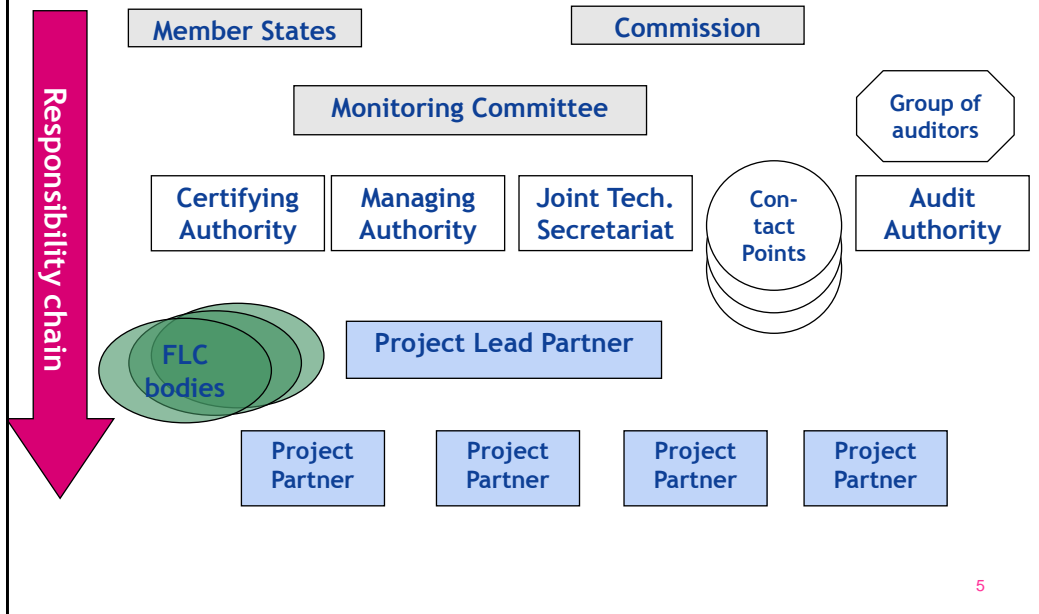 Responsibility chain
Member States
Commission
Monitoring Committee
Group of
auditors
Certifying
Authority
Managing
Authority
Joint Tech.
Secretariat
Con-
tact
Points
Audit
Authority
FLC
bodies
Project Lead Partner
Project
Partner
Project
Partner
Project
Partner
Project
Partner
5